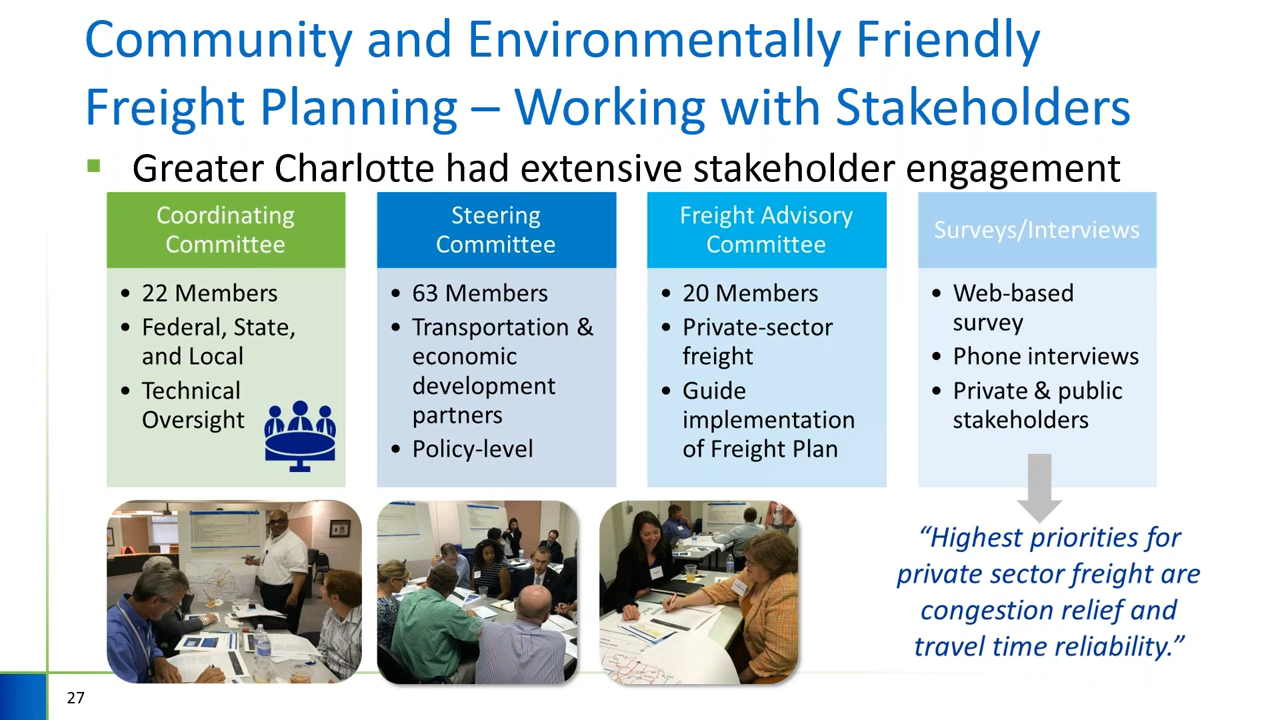 Community and Environmentally Friendly
Freight Planning – Working with Stakeholders
▪ Greater Charlotte had extensive stakeholder engagement
Coordinating
Committee
• 22 Members
• Federal, State,
and Local
• Technical
Oversight
Steering
Committee
• 63 Members
• Transportation &
economic
development
partners
• Policy-level
Freight Advisory
Committee
• 20 Members
• Private-sector
freight
• Guide
implementation
of Freight Plan
Surveys/Interviews
• Web-based
survey
• Phone interviews
• Private & public
stakeholders
“Highest priorities for
private sector freight are
congestion relief and
travel time reliability.”
27